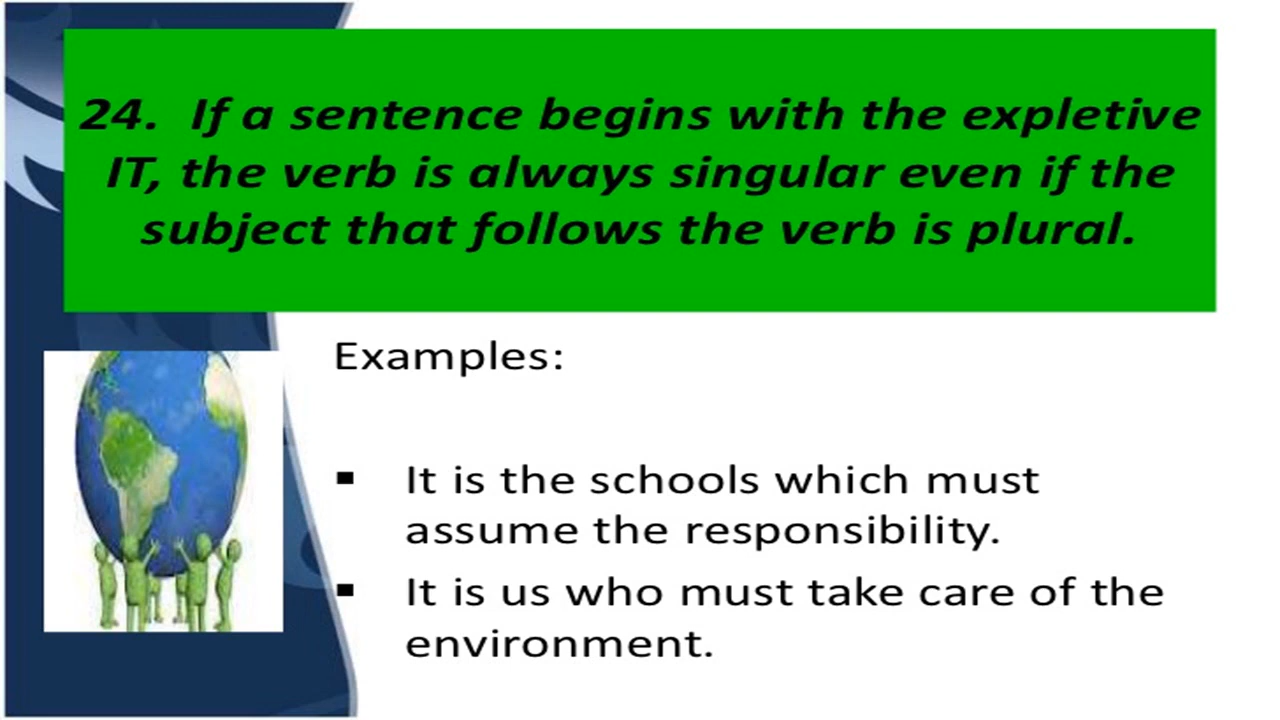 24. If a sentence begins with the expletive
IT, the verb is always singular even if the
subject that follows the verb is plural.
Examples:
▪ It is the schools which must
assume the responsibility.
▪ It is us who must take care of the
environment.